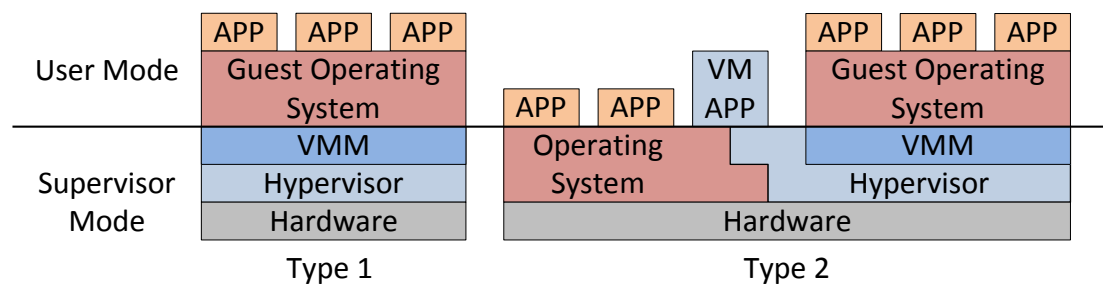 APP APP APP
APP APP APP
User Mode
Guest Operating
System
VM
APP
Guest Operating
System
APP APP
Supervisor
Mode
VMM
Hypervisor
Hardware
Operating
System
VMM
Hypervisor
Hardware
Type 1
Type 2